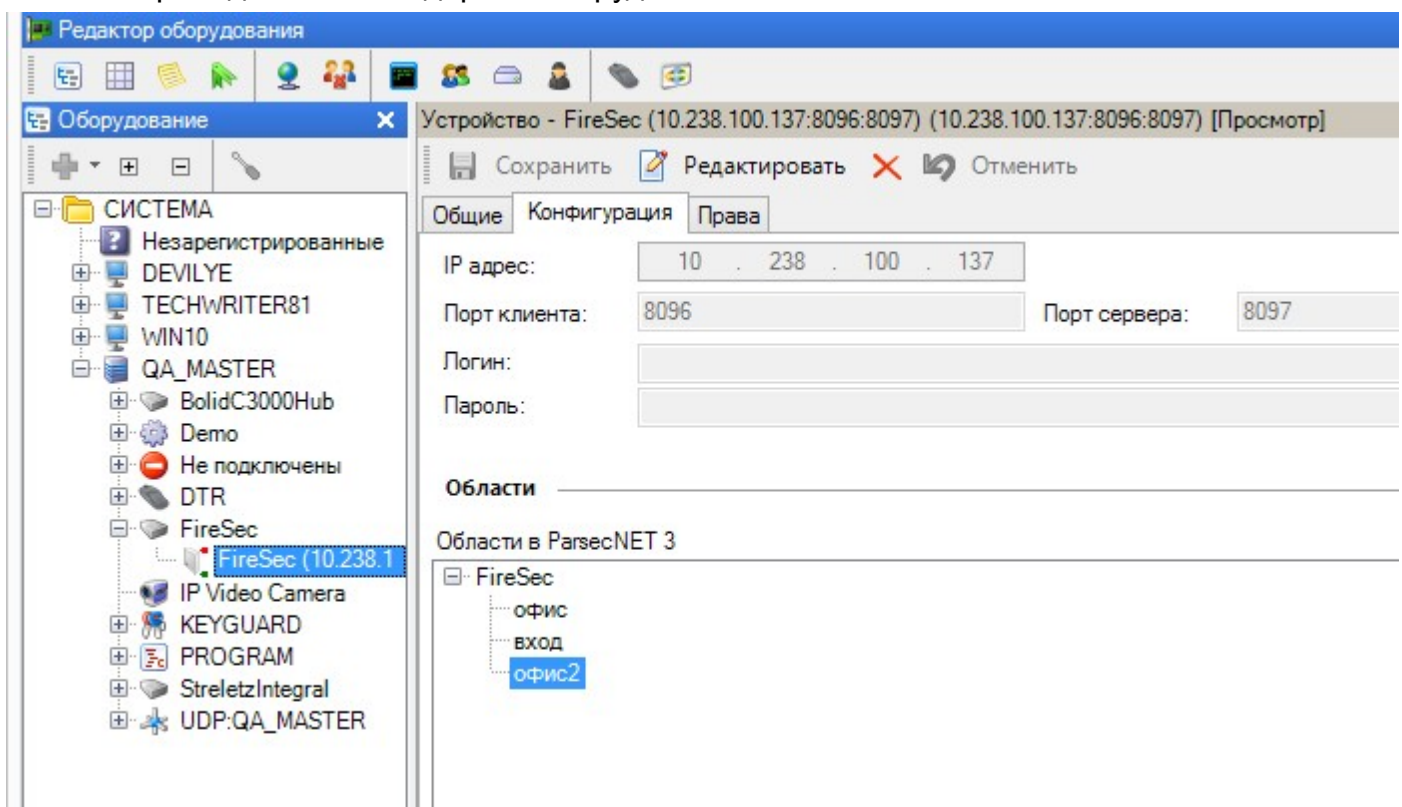 Редактор оборудования
Оборудование
СИСТЕМА
Незарегистрированные
DEVILYE
TECHWRITER81
WIN10
QA_MASTER
BolidC3000Hub
Demo
Не подключены
DTR
FireSec
FireSec (10.238.1
IP Video Camera
KEYGUARD
PROGRAM
StreletzIntegral
UDP:QA_MASTER
Устройство - FireSec (10.238.100.137:8096:8097) (10.238.100.137:8096:8097) [Просмотр]
Сохранить Редактировать Отменить
Общие Конфигурация Права
IP адрес: 10 . 238 . 100 . 137
Порт клиента: 8096 Порт сервера: 8097
Логин:
Пароль:
Области
Области в ParsecNET 3
FireSec
офис
вход
офис2